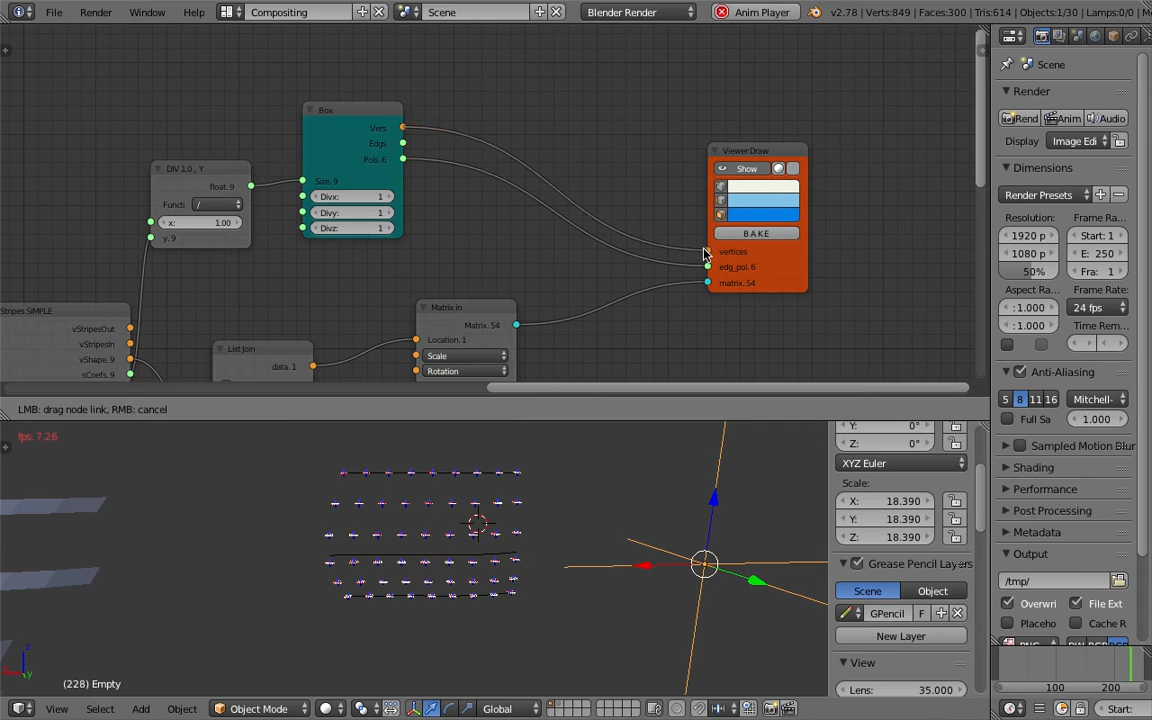 File Render Window Help Compositing Scene Blender Render Anim Player v2.78 | Verts:849 | Faces:300 | Tris:614 | Objects:1/30 | Lamps:0/0 | M
Box
Vers
Edgs
Pols. 6
Size. 9
Divx: 1
Divy: 1
Divz: 1
DIV 1.0 , Y
float. 9
Functi /
x: 1.00
y. 9
Stripes SIMPLE
vStripesOut
vStripesIn
vShape. 9
sCoefs. 9
List Join
data. 1
Matrix in
Matrix. 54
Location. 1
Scale
Rotation
Viewer Draw
Show
B A K E
vertices
edg_pol. 6
matrix. 54
LMB: drag node link, RMB: cancel
fps: 7.26
(228) Empty
z
y
View Select Add Object Object Mode Global
Y: 0°
Z: 0°
XYZ Euler
Scale:
X: 18.390
Y: 18.390
Z: 18.390
Grease Pencil Layers
Scene Object
GPencil F
New Layer
View
Lens: 35.000
Scene
Render
Rend Anim Audio
Display Image Edi
Dimensions
Render Presets
Resolution: Frame Ra
1920 p Start: 1
1080 p E: 250
50% Fra: 1
Aspect Ra... Frame Rate:
:1.000 24 fps
:1.000 Time Rem...
Anti-Aliasing
5 8 11 16 Mitchell-
Full Sa 1.000
Sampled Motion Blur
Shading
Performance
Post Processing
Metadata
Output
/tmp/
Overwri File Ext
Placeho Cache R
100 200
Start: